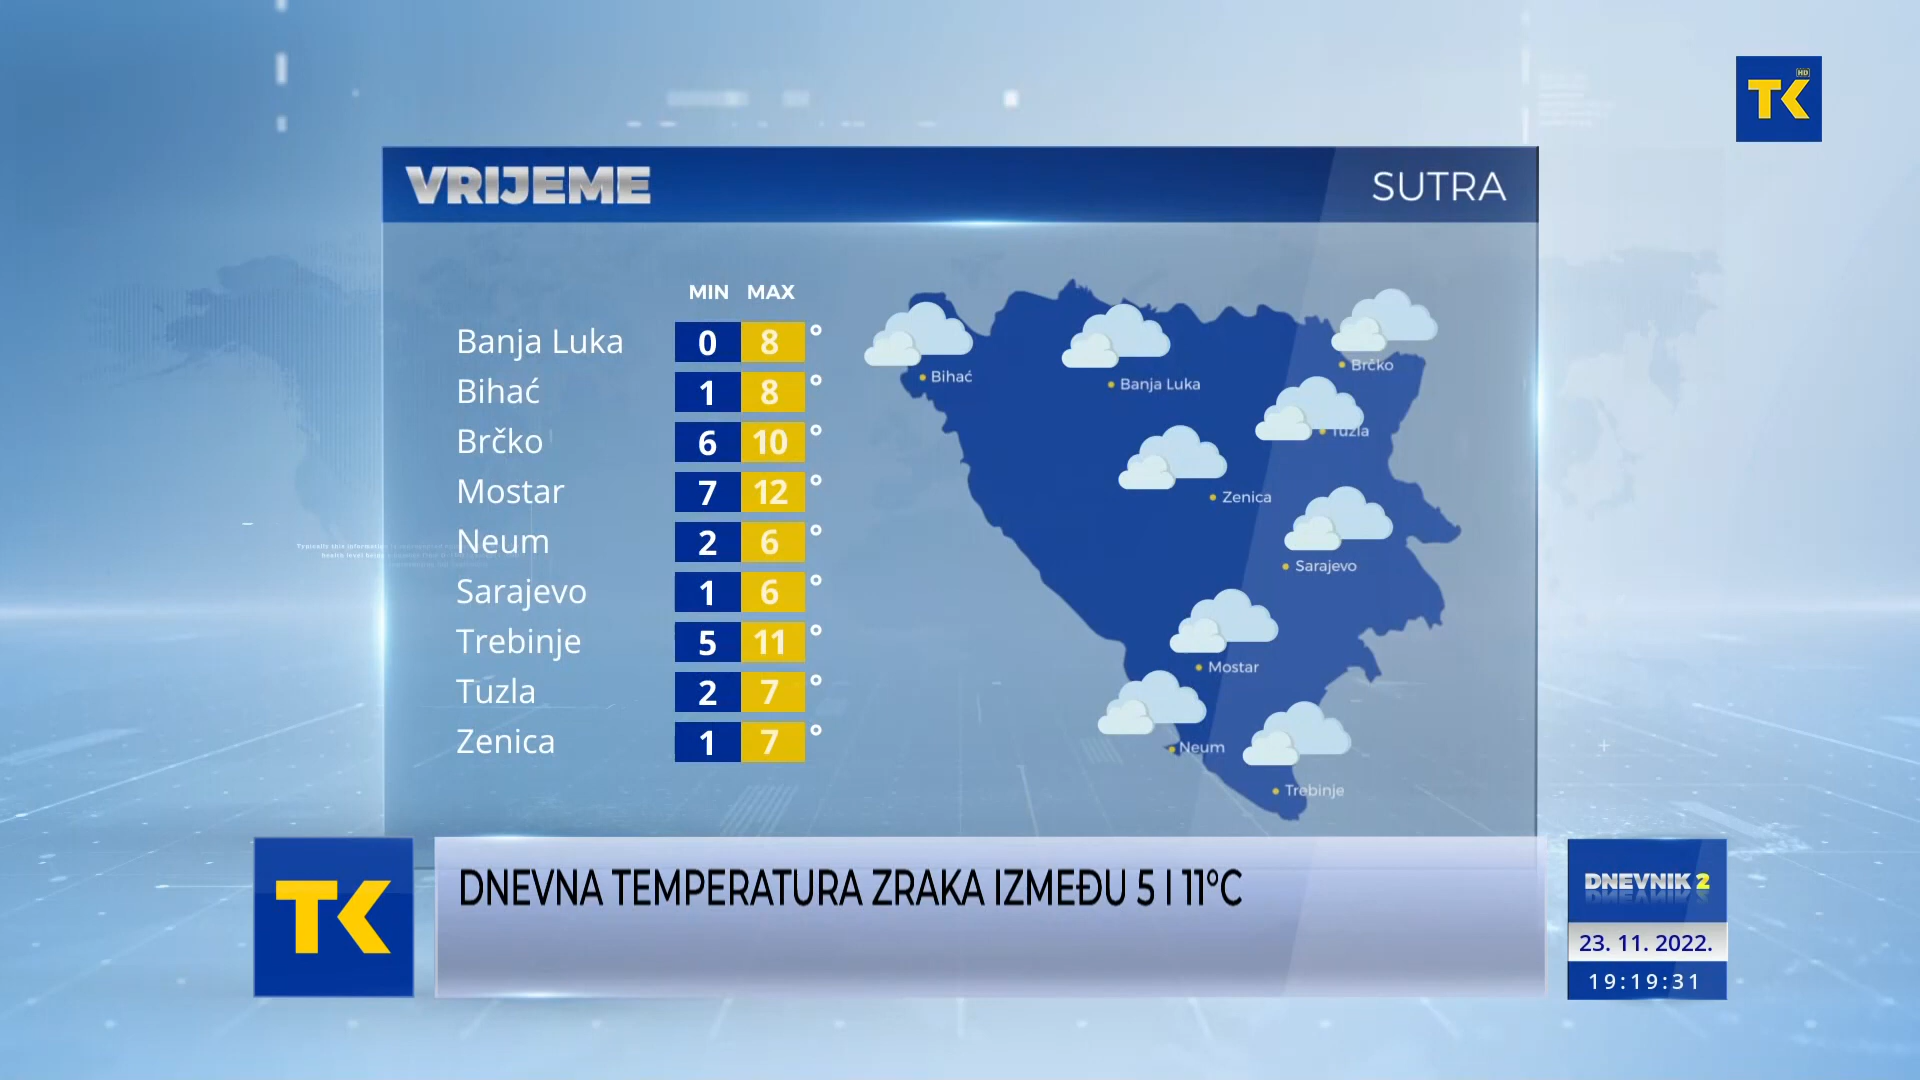 HD
TK
VRIJEME
SUTRA
MIN MAX
Banja Luka 0 8 °
Bihać 1 8 °
Brčko 6 10 °
Mostar 7 12 °
Neum 2 6 °
Sarajevo 1 6 °
Trebinje 5 11 °
Tuzla 2 7 °
Zenica 1 7 °
Bihać
Banja Luka
Brčko
Tuzla
Zenica
Sarajevo
Mostar
Neum
Trebinje
TK
DNEVNA TEMPERATURA ZRAKA IZMEĐU 5 I 11°C
DNEVNIK 2
23. 11. 2022.
19:19:31